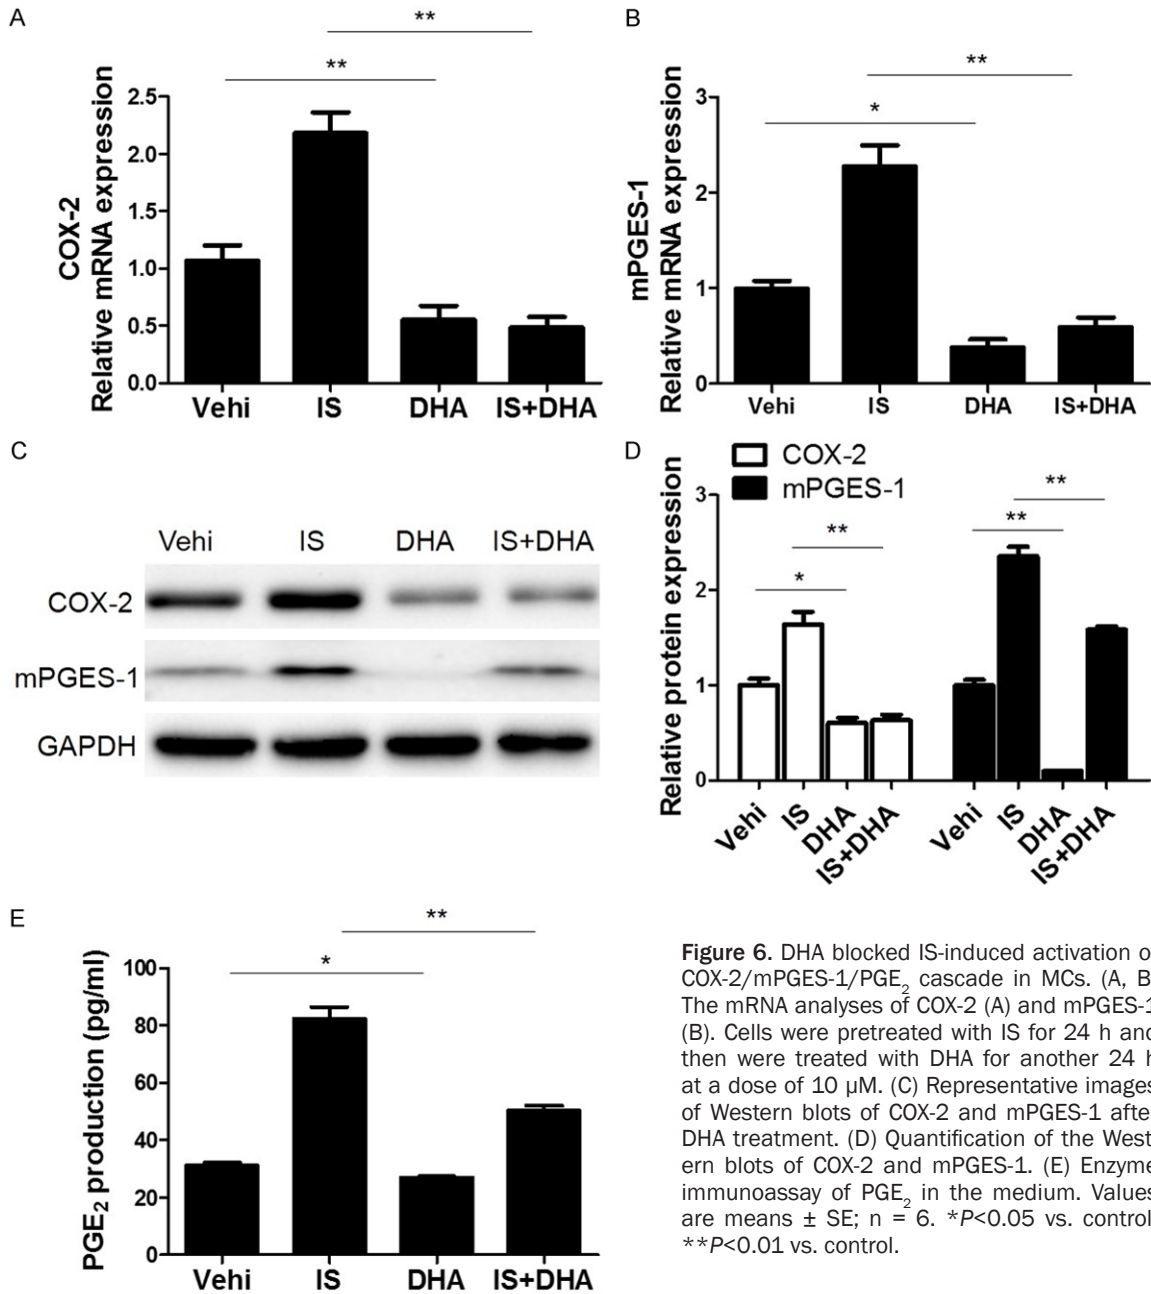 A
**
**
COX-2
Relative mRNA expression
2.5
2.0
1.5
1.0
0.5
0.0
Vehi IS DHA IS+DHA
B
**
*
mPGES-1
Relative mRNA expression
3
2
1
0
Vehi IS DHA IS+DHA
C
Vehi IS DHA IS+DHA
COX-2
mPGES-1
GAPDH
D
COX-2
mPGES-1
Relative protein expression
3
2
1
0
**
*
**
**
Vehi IS DHA IS+DHA Vehi IS DHA IS+DHA
E
**
*
PGE2 production (pg/ml)
100
80
60
40
20
0
Vehi IS DHA IS+DHA
Figure 6. DHA blocked IS-induced activation o
COX-2/mPGES-1/PGE2 cascade in MCs. (A, B
The mRNA analyses of COX-2 (A) and mPGES-1
(B). Cells were pretreated with IS for 24 h and
then were treated with DHA for another 24 h
at a dose of 10 µM. (C) Representative images
of Western blots of COX-2 and mPGES-1 afte
DHA treatment. (D) Quantification of the West
ern blots of COX-2 and mPGES-1. (E) Enzyme
immunoassay of PGE2 in the medium. Values
are means ± SE; n = 6. *P<0.05 vs. control
**P<0.01 vs. control.